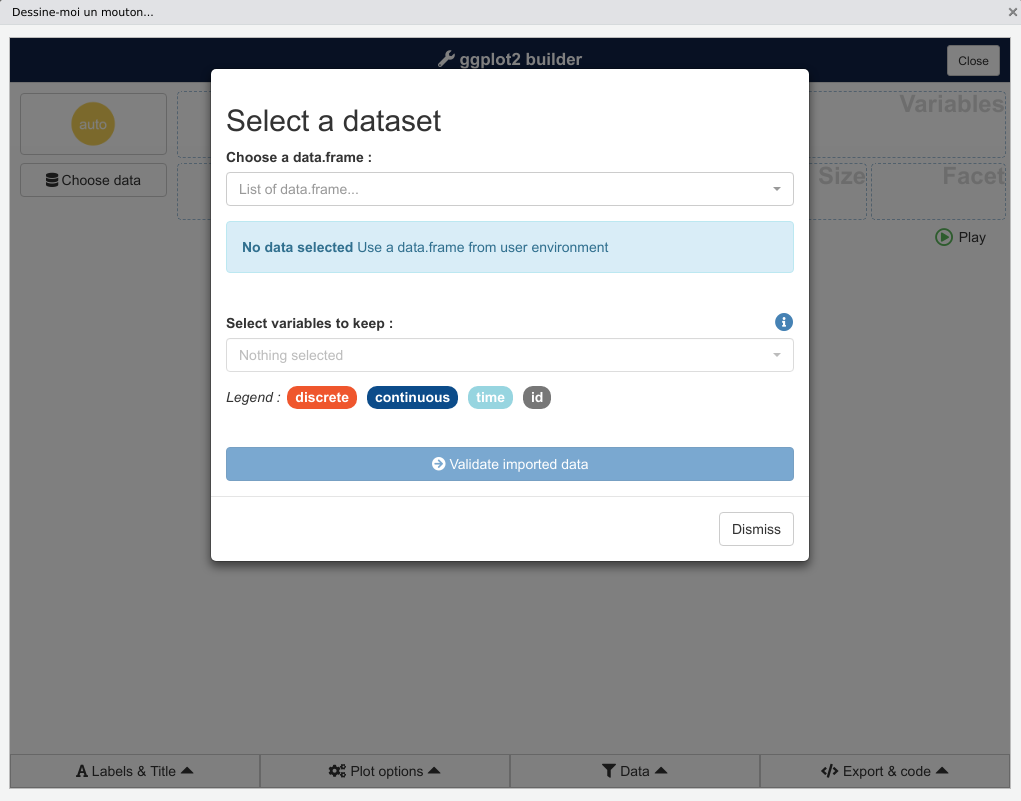 Dessine-moi un mouton...
ggplot2 builder
Close
auto
Variables
Choose data
Size
Facet
Play
Select a dataset
Choose a data.frame :
List of data.frame...
No data selected Use a data.frame from user environment
Select variables to keep :
Nothing selected
Legend : discrete continuous time id
Validate imported data
Dismiss
Labels & Title
Plot options
Data
Export & code